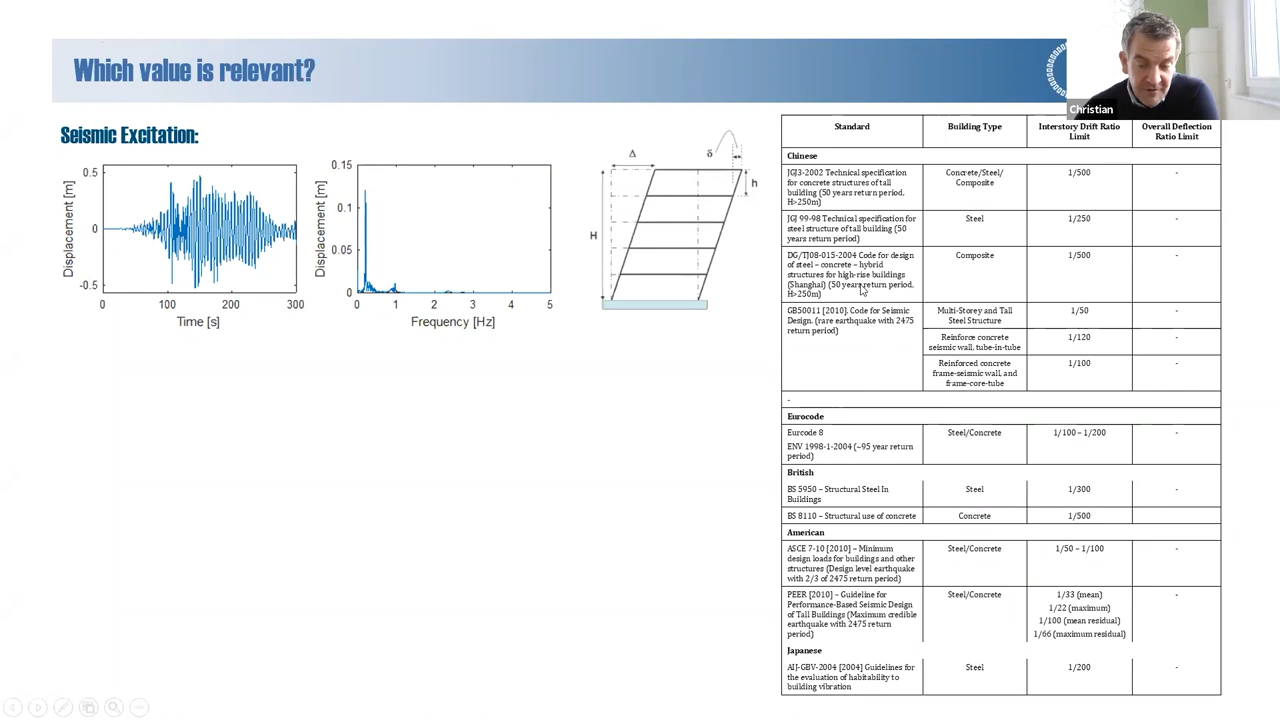 Which value is relevant?
Christian
Seismic Excitation:
0.5
0
-0.5
Displacement [m]
0
100
200
300
Time [s]
0.15
0.1
0.05
0
Displacement [m]
0
1
2
3
4
5
Frequency [Hz]
Δ
δ
h
H
Standard
Building Type
Interstory Drift Ratio
Limit
Overall Deflection
Ratio Limit
Chinese
JGJ3-2002 Technical specification
for concrete structures of tall
building (50 years return period,
H>250m)
Concrete/Steel/
Composite
1/500
-
JGJ 99-98 Technical specification for
steel structure of tall building (50
years return period)
Steel
1/250
-
DG/TJ08-015-2004 Code for design
of steel – concrete – hybrid
structures for high-rise buildings
(Shanghai) (50 years return period,
H>250m)
Composite
1/500
-
GB50011 [2010]. Code for Seismic
Design. (rare earthquake with 2475
return period)
Multi-Storey and Tall
Steel Structure
1/50
-
Reinforce concrete
seismic wall, tube-in-tube
1/120
-
Reinforced concrete
frame-seismic wall, and
frame-core-tube
1/100
-
-
Eurocode
Eurcode 8
ENV 1998-1-2004 (~95 year return
period)
Steel/Concrete
1/100 – 1/200
-
British
BS 5950 – Structural Steel In
Buildings
Steel
1/300
-
BS 8110 – Structural use of concrete
Concrete
1/500
American
ASCE 7-10 [2010] – Minimum
design loads for buildings and other
structures (Design level earthquake
with 2/3 of 2475 return period)
Steel/Concrete
1/50 – 1/100
-
PEER [2010] – Guideline for
Performance-Based Seismic Design
of Tall Buildings (Maximum credible
earthquake with 2475 return
period)
Steel/Concrete
1/33 (mean)
1/22 (maximum)
1/100 (mean residual)
1/66 (maximum residual)
-
Japanese
AIJ-GBV-2004 [2004] Guidelines for
the evaluation of habitability to
building vibration
Steel
1/200
-